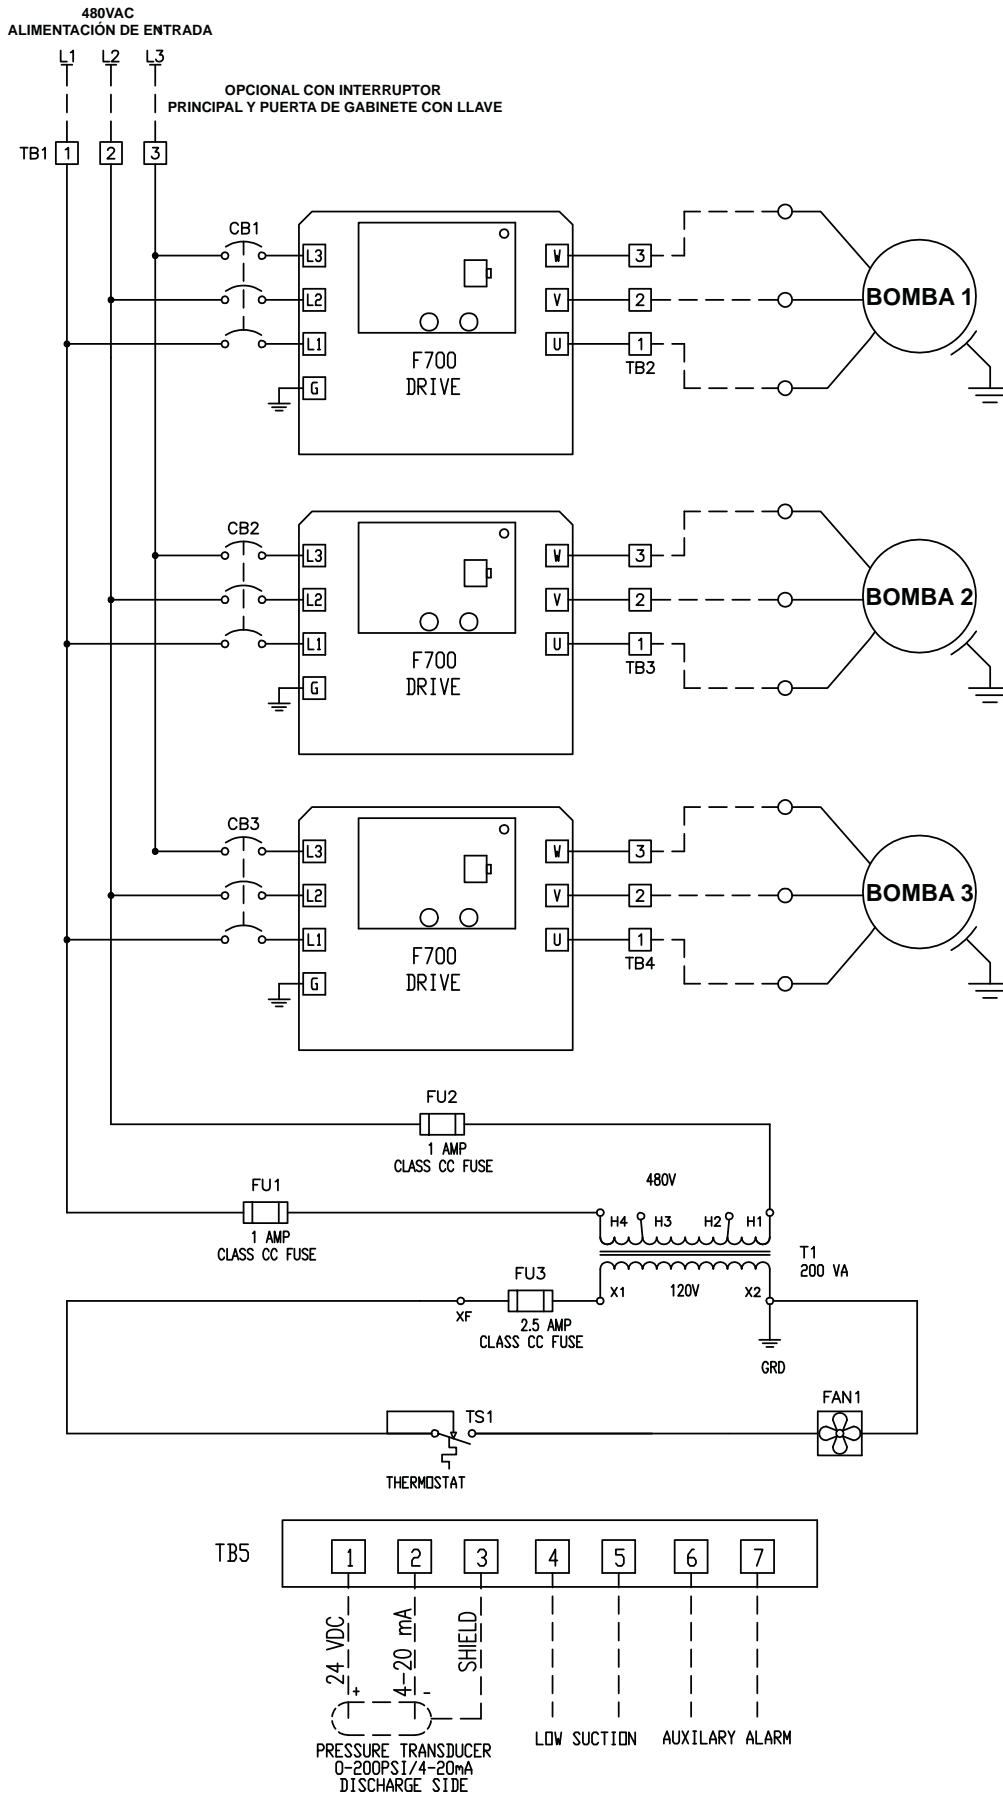 480VAC
ALIMENTACIÓN DE ENTRADA
L1 L2 L3
OPCIONAL CON INTERRUPTOR
PRINCIPAL Y PUERTA DE GABINETE CON LLAVE
TB1 1 2 3
CB1
L3 W 3
L2 V 2 BOMBA 1
L1 U 1
F700 TB2
DRIVE
G
CB2
L3 W 3
L2 V 2 BOMBA 2
L1 U 1
F700 TB3
DRIVE
G
CB3
L3 W 3
L2 V 2 BOMBA 3
L1 U 1
F700 TB4
DRIVE
G
FU2
1 AMP
CLASS CC FUSE
480V
FU1
H4 H3 H2 H1
1 AMP
CLASS CC FUSE
T1
200 VA
FU3
X1 120V X2
XF
2.5 AMP
CLASS CC FUSE
GRD
FAN1
TS1
THERMOSTAT
TB5 1 2 3 4 5 6 7
24 VDC
4-20 mA
SHIELD
+ -
LOW SUCTION AUXILARY ALARM
PRESSURE TRANSDUCER
0-200PSI/4-20mA
DISCHARGE SIDE